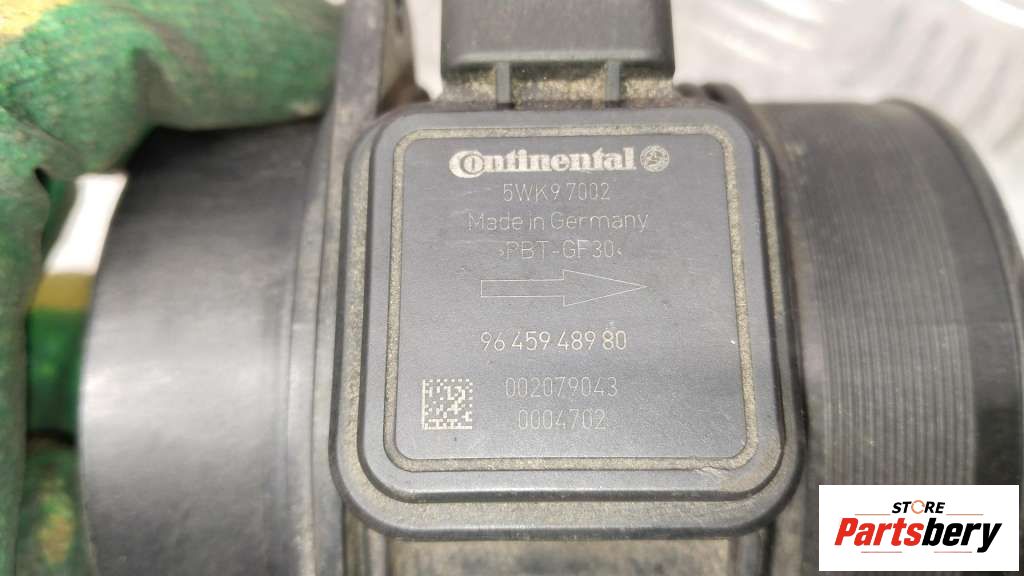 Continental
5WK9 7002
Made in Germany
>PBT-GF30<
96 459 489 80
002079043
0004702
STORE
Partsbery